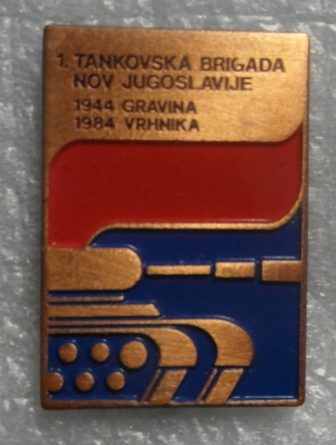 1. TANKOVSKA BRIGADA
NOV JUGOSLAVIJE
1944 GRAVINA
1984 VRHNIKA